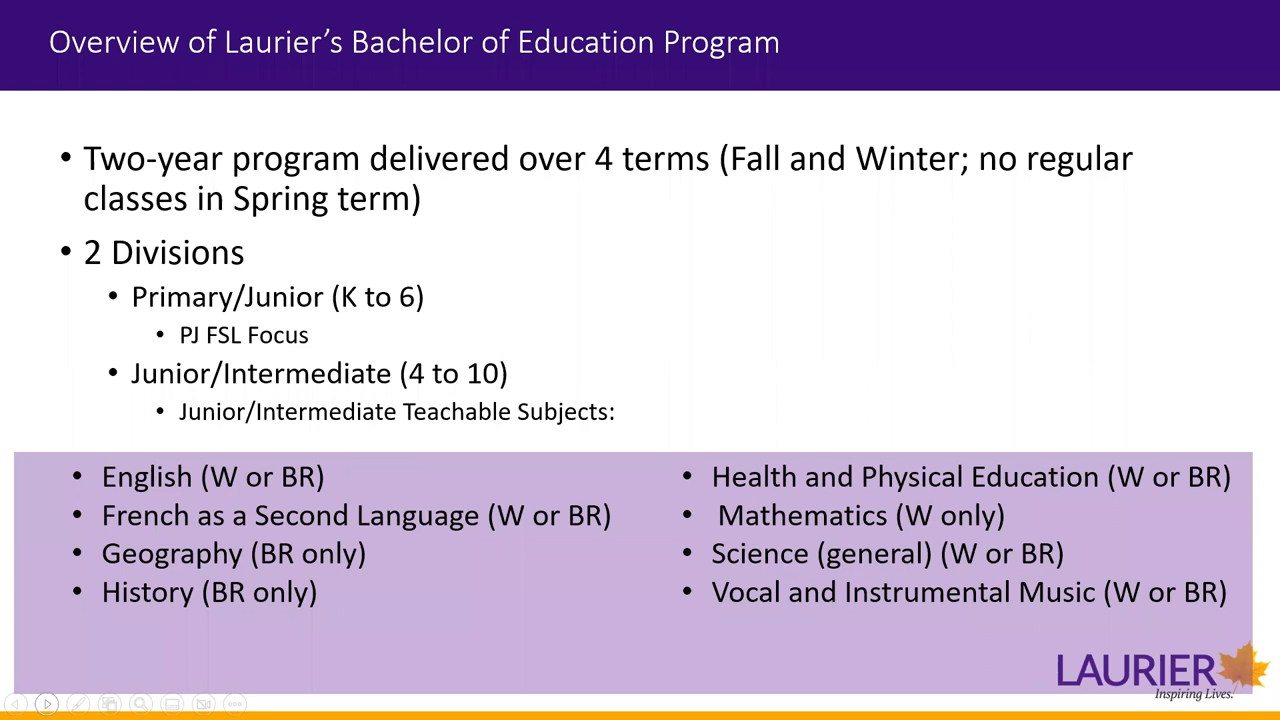 Overview of Laurier's Bachelor of Education Program
• Two-year program delivered over 4 terms (Fall and Winter; no regular
classes in Spring term)
• 2 Divisions
• Primary/Junior (K to 6)
• PJ FSL Focus
• Junior/Intermediate (4 to 10)
• Junior/Intermediate Teachable Subjects:
• English (W or BR)
• French as a Second Language (W or BR)
• Geography (BR only)
• History (BR only)
• Health and Physical Education (W or BR)
• Mathematics (W only)
• Science (general) (W or BR)
• Vocal and Instrumental Music (W or BR)
LAURIER
Inspiring Lives.